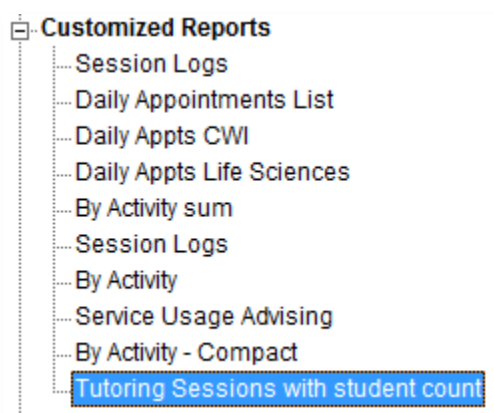 Customized Reports
Session Logs
Daily Appointments List
Daily Appts CWI
Daily Appts Life Sciences
By Activity sum
Session Logs
By Activity
Service Usage Advising
By Activity - Compact
Tutoring Sessions with student count